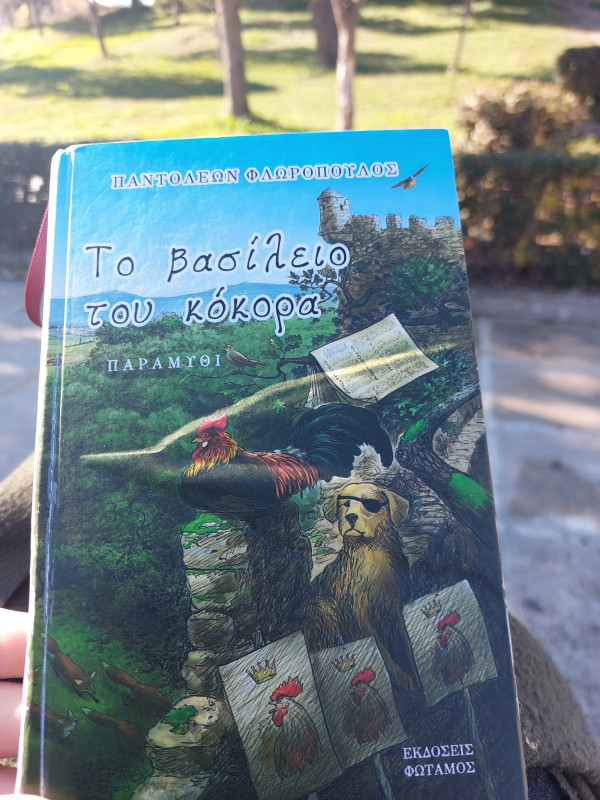 ΠΑΝΤΟΛΕΩΝ ΦΛΩΡΟΠΟΥΛΟΣ
Το βασίλειο
του κόκορα
ΠΑΡΑΜΥΘΙ
ΕΚΔΟΣΕΙΣ
ΦΩΤΑΜΟΣ